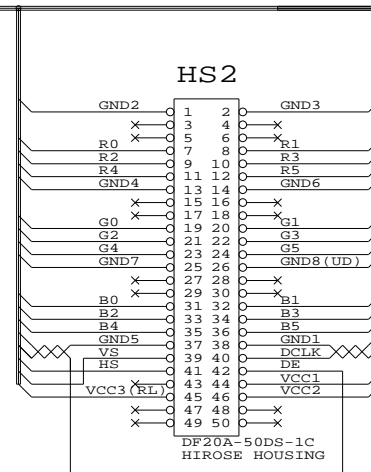 HS2
GND2 1 2 GND3
3 4
5 6
R0 7 8 R1
R2 9 10 R3
R4 11 12 R5
GND4 13 14 GND6
15 16
17 18
G0 19 20 G1
G2 21 22 G3
G4 23 24 G5
GND7 25 26 GND8(UD)
27 28
29 30
B0 31 32 B1
B2 33 34 B3
B4 35 36 B5
GND5 37 38 GND1
VS 39 40 DCLK
HS 41 42 DE
43 44 VCC1
VCC3(RL) 45 46 VCC2
47 48
49 50
DF20A-50DS-1C
HIROSE HOUSING